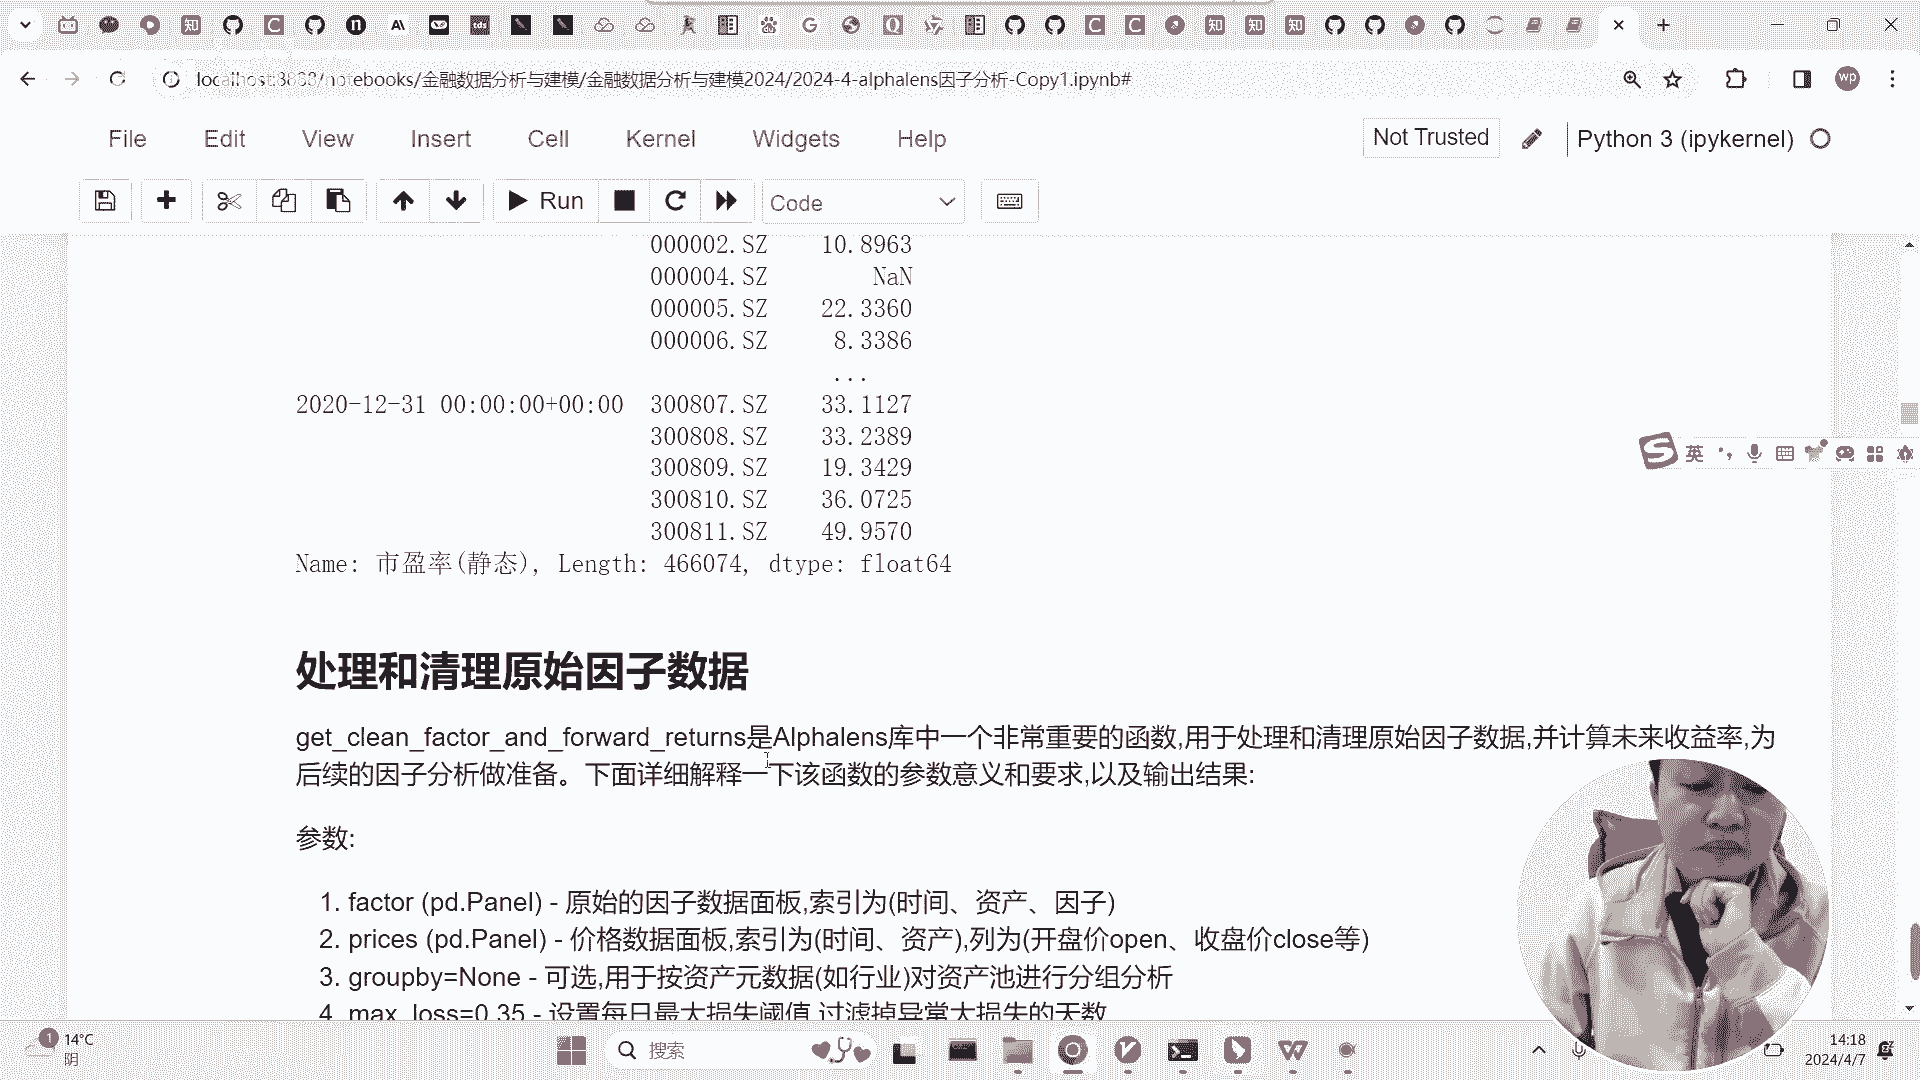 localhost:8888/notebooks/金融数据分析与建模/金融数据分析与建模2024/2024-4-alphalens因子分析-Copy1.ipynb#
wp
File Edit View Insert Cell Kernel Widgets Help
Not Trusted
Python 3 (ipykernel)
Run
Code
000002.SZ 10.8963
000004.SZ NaN
000005.SZ 22.3360
000006.SZ 8.3386
...
2020-12-31 00:00:00+00:00 300807.SZ 33.1127
300808.SZ 33.2389
300809.SZ 19.3429
300810.SZ 36.0725
300811.SZ 49.9570
Name: 市盈率(静态), Length: 466074, dtype: float64
英
处理和清理原始因子数据
get_clean_factor_and_forward_returns是Alphalens库中一个非常重要的函数,用于处理和清理原始因子数据,并计算未来收益率,为
后续的因子分析做准备。下面详细解释一下该函数的参数意义和要求,以及输出结果:
参数:
1. factor (pd.Panel) - 原始的因子数据面板,索引为(时间、资产、因子)
2. prices (pd.Panel) - 价格数据面板,索引为(时间、资产),列为(开盘价open、收盘价close等)
3. groupby=None - 可选,用于按资产元数据(如行业)对资产池进行分组分析
4. max_loss=0.35 - 设置每日最大损失阈值,过滤掉异常大损失的天数
1
14°C
阴
搜索
14:18
2024/4/7